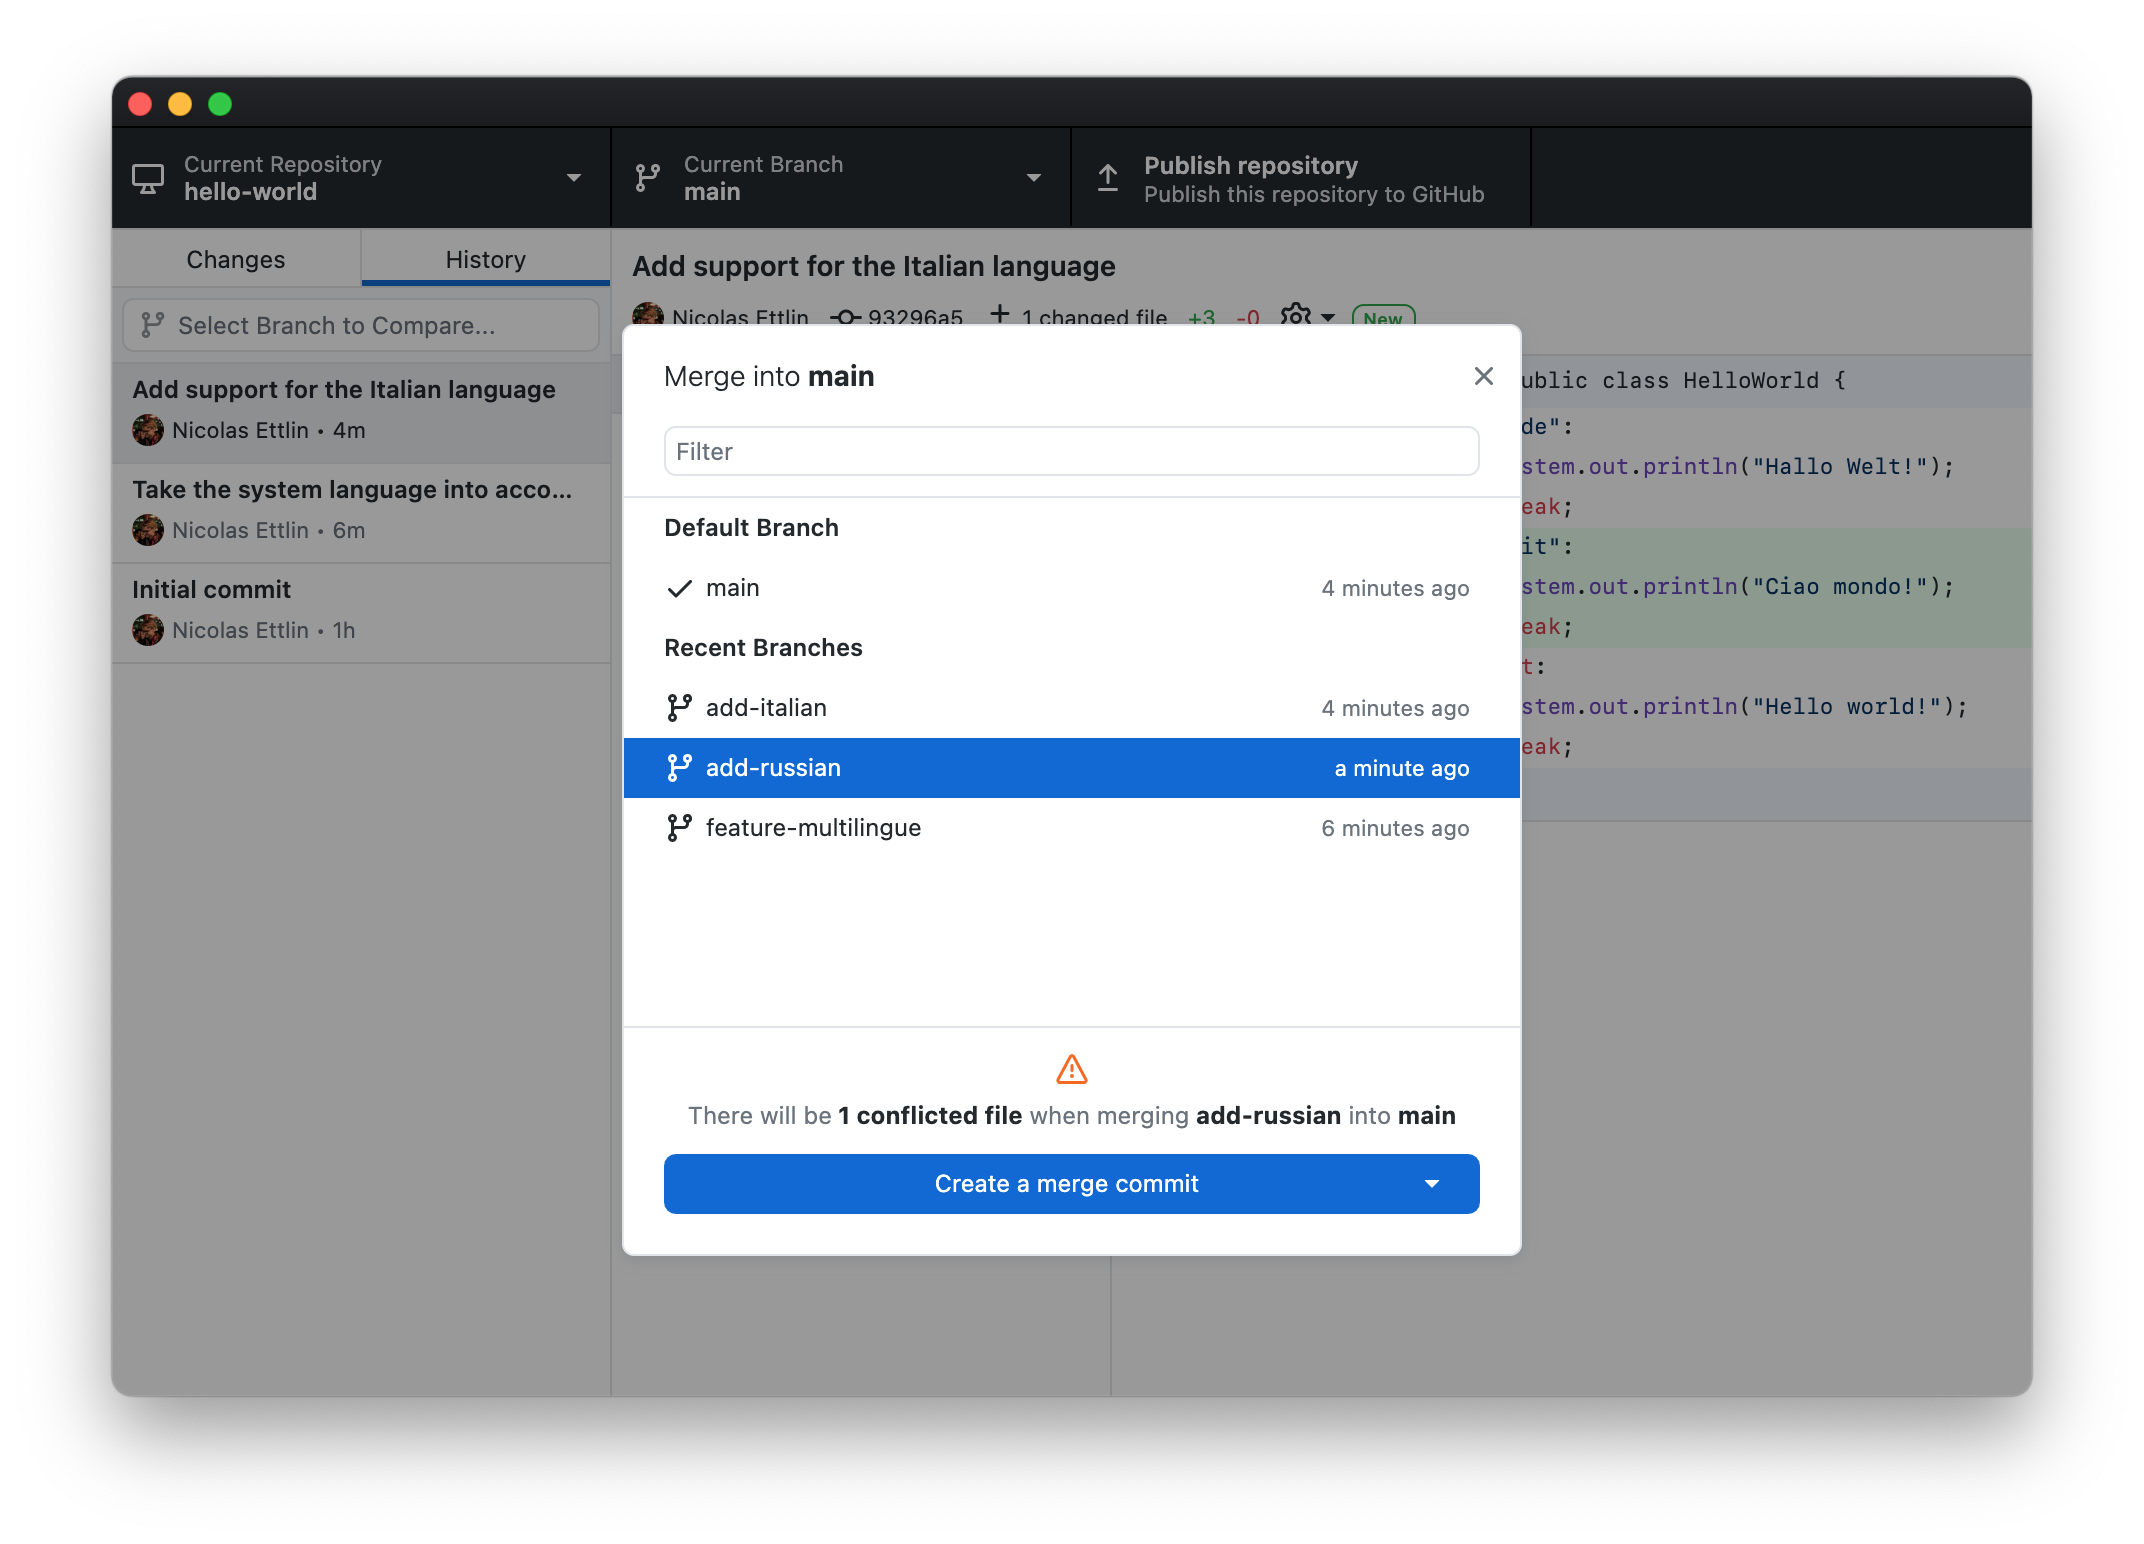 Current Repository
hello-world
Current Branch
main
Publish repository
Publish this repository to GitHub
Changes
History
Select Branch to Compare...
Add support for the Italian language
Nicolas Ettlin • 4m
Take the system language into acco...
Nicolas Ettlin • 6m
Initial commit
Nicolas Ettlin • 1h
Add support for the Italian language
Nicolas Ettlin 93296a5 1 changed file +3 -0 New
Merge into main
Filter
Default Branch
main 4 minutes ago
Recent Branches
add-italian 4 minutes ago
add-russian a minute ago
feature-multilingue 6 minutes ago
There will be 1 conflicted file when merging add-russian into main
Create a merge commit
ublic class HelloWorld {
de":
stem.out.println("Hallo Welt!");
eak;
it":
stem.out.println("Ciao mondo!");
eak;
t:
stem.out.println("Hello world!");
eak;